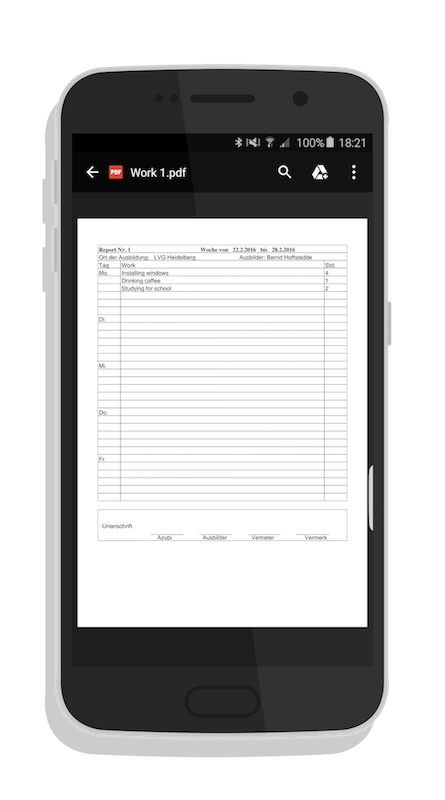 100% 18:21
PDF Work 1.pdf
Report Nr. 1 Woche von 22.2.2016 bis 28.2.2016
Ort der Ausbildung: LVG Heidelberg Ausbilder: Bernd Hoffstedde
Tag Work Std.
Mo. Installing windows 4
Drinking caffee 1
Studying for school 2
Di.
Mi.
Do.
Fr.
Unterschrift
Azubi Ausbilder Vertreter Vermerk